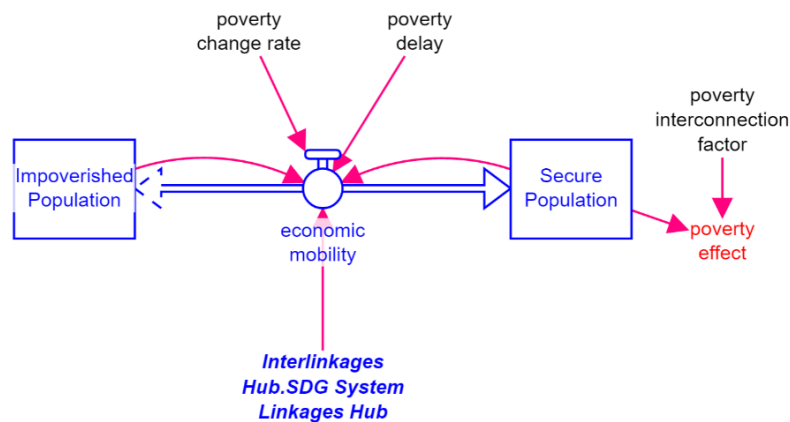 poverty
change rate
poverty
delay
poverty
interconnection
factor
Impoverished
Population
Secure
Population
economic
mobility
poverty
effect
Interlinkages
Hub.SDG System
Linkages Hub